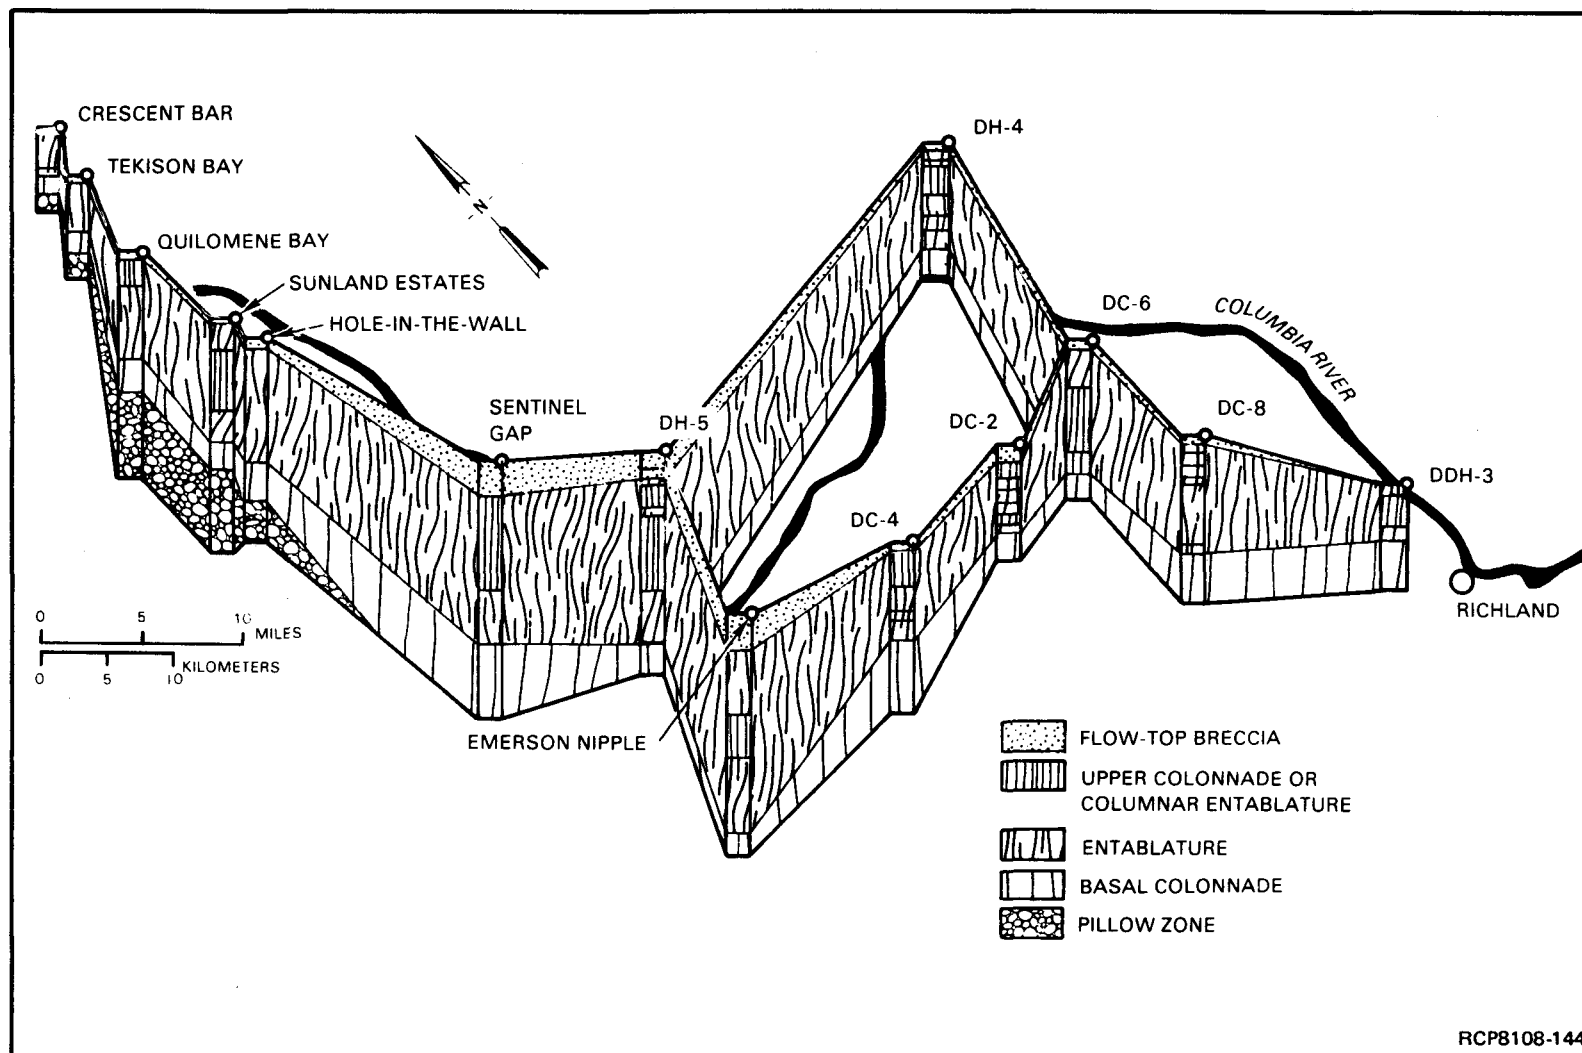 CRESCENT BAR
TEKISON BAY
QUILOMENE BAY
SUNLAND ESTATES
HOLE-IN-THE-WALL
N
SENTINEL
GAP
DH-5
DH-4
DC-6
COLUMBIA RIVER
DC-2
DC-8
DDH-3
DC-4
RICHLAND
EMERSON NIPPLE
0 5 10 MILES
KILOMETERS
0 5 10
FLOW-TOP BRECCIA
UPPER COLONNADE OR
COLUMNAR ENTABLATURE
ENTABLATURE
BASAL COLONNADE
PILLOW ZONE
RCP8108-144